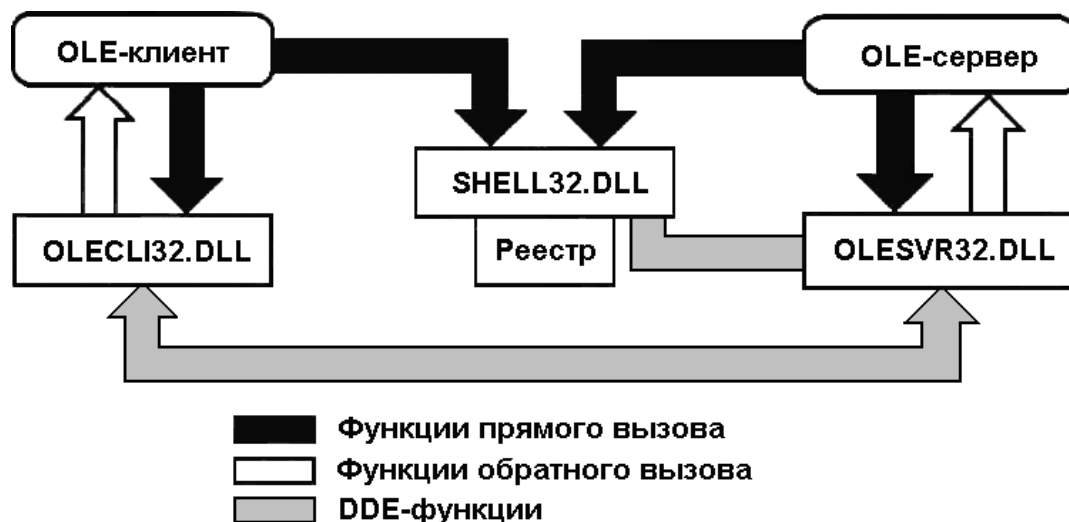 OLE-клиент
OLE-сервер
SHELL32.DLL
Реестр
OLECLI32.DLL
OLESVR32.DLL
Функции прямого вызова
Функции обратного вызова
DDE-функции